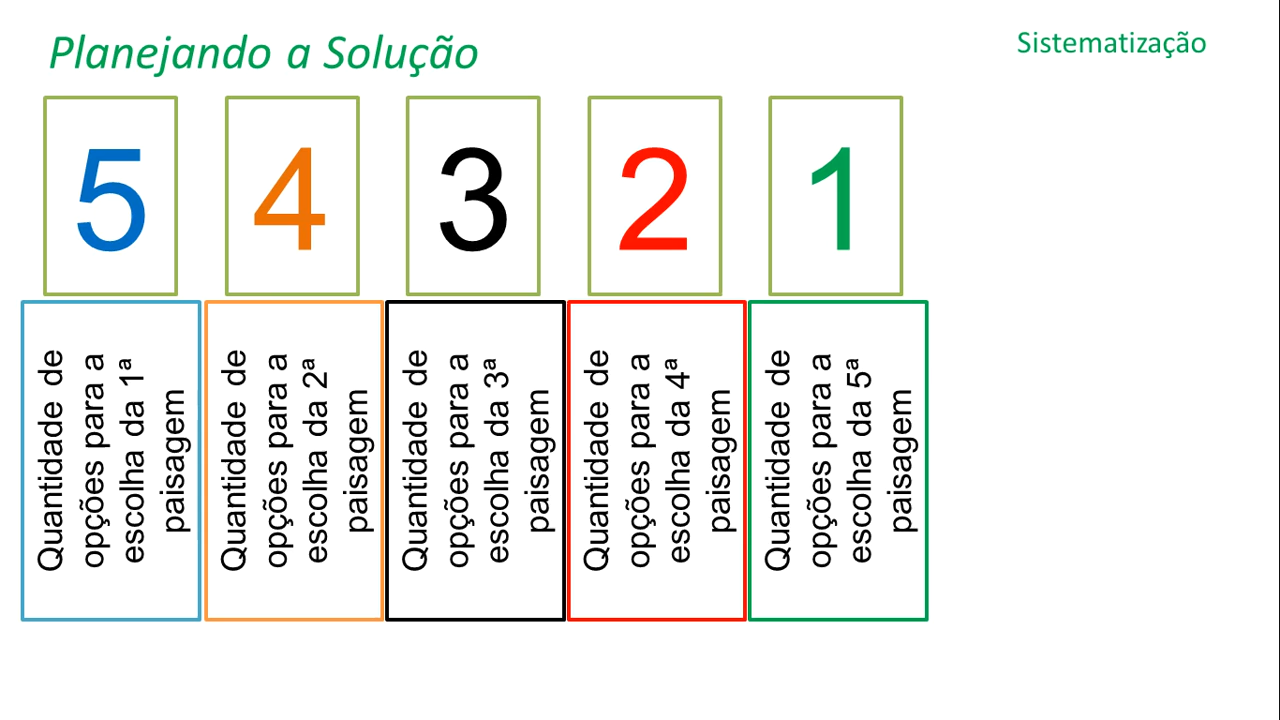 Planejando a Solução
Sistematização
5
4
3
2
1
Quantidade de
opções para a
escolha da 1ª
paisagem
Quantidade de
opções para a
escolha da 2ª
paisagem
Quantidade de
opções para a
escolha da 3ª
paisagem
Quantidade de
opções para a
escolha da 4ª
paisagem
Quantidade de
opções para a
escolha da 5ª
paisagem